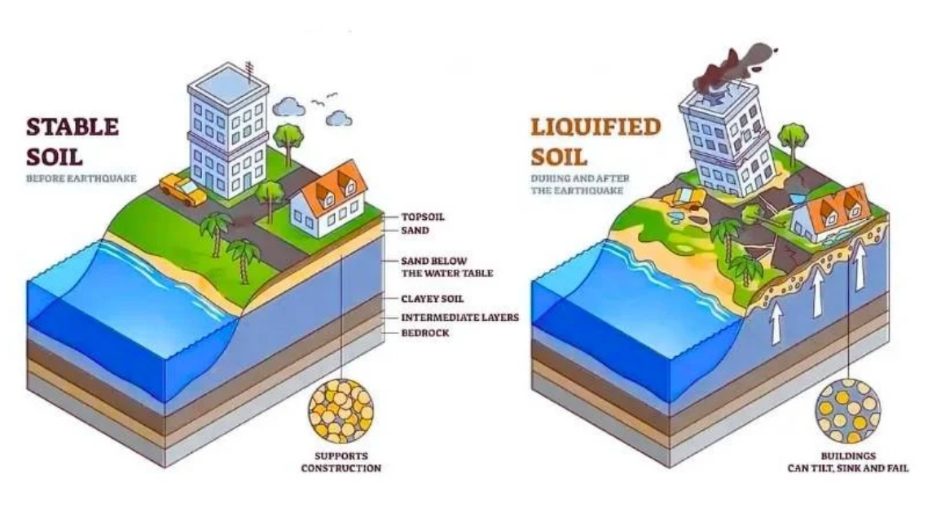 STABLE
SOIL
BEFORE EARTHQUAKE
TOPSOIL
SAND
SAND BELOW
THE WATER TABLE
CLAYEY SOIL
INTERMEDIATE LAYERS
BEDROCK
SUPPORTS
CONSTRUCTION
LIQUIFIED
SOIL
DURING AND AFTER
THE EARTHQUAKE
BUILDINGS
CAN TILT, SINK AND FAIL